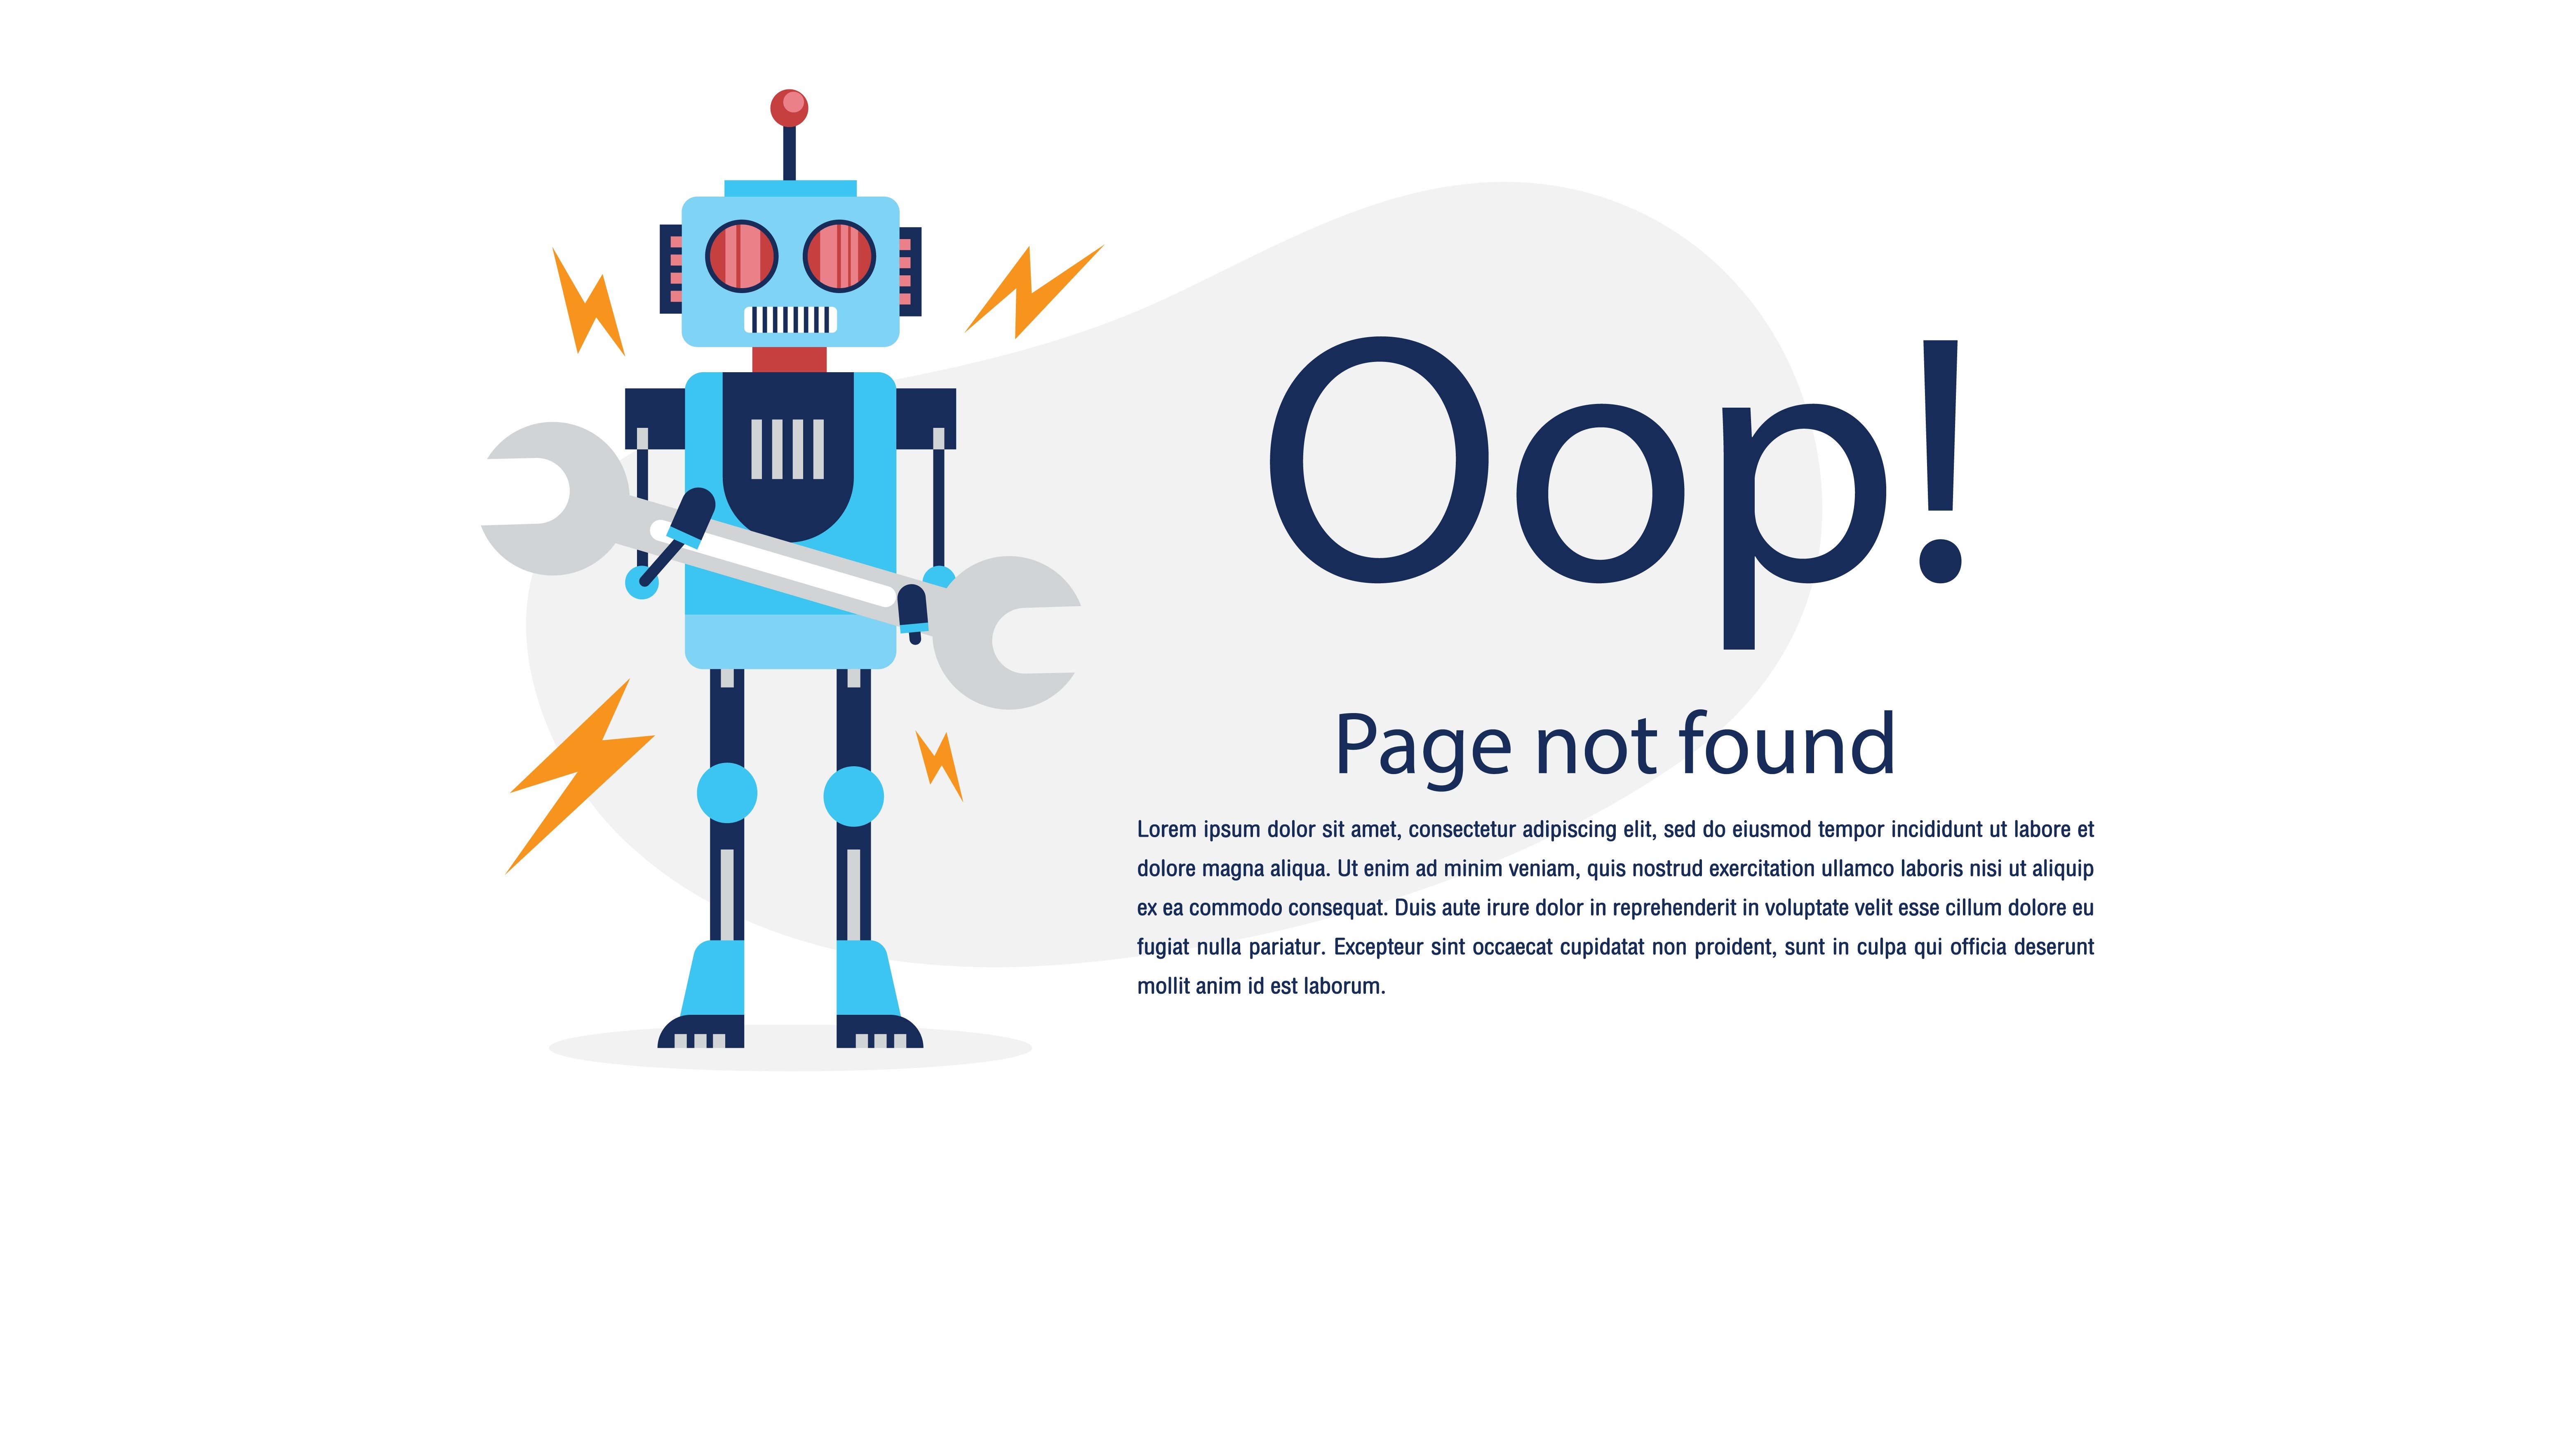 Oop!
Page not found
Lorem ipsum dolor sit amet, consectetur adipiscing elit, sed do eiusmod tempor incididunt ut labore et
dolore magna aliqua. Ut enim ad minim veniam, quis nostrud exercitation ullamco laboris nisi ut aliquip
ex ea commodo consequat. Duis aute irure dolor in reprehenderit in voluptate velit esse cillum dolore eu
fugiat nulla pariatur. Excepteur sint occaecat cupidatat non proident, sunt in culpa qui officia deserunt
mollit anim id est laborum.